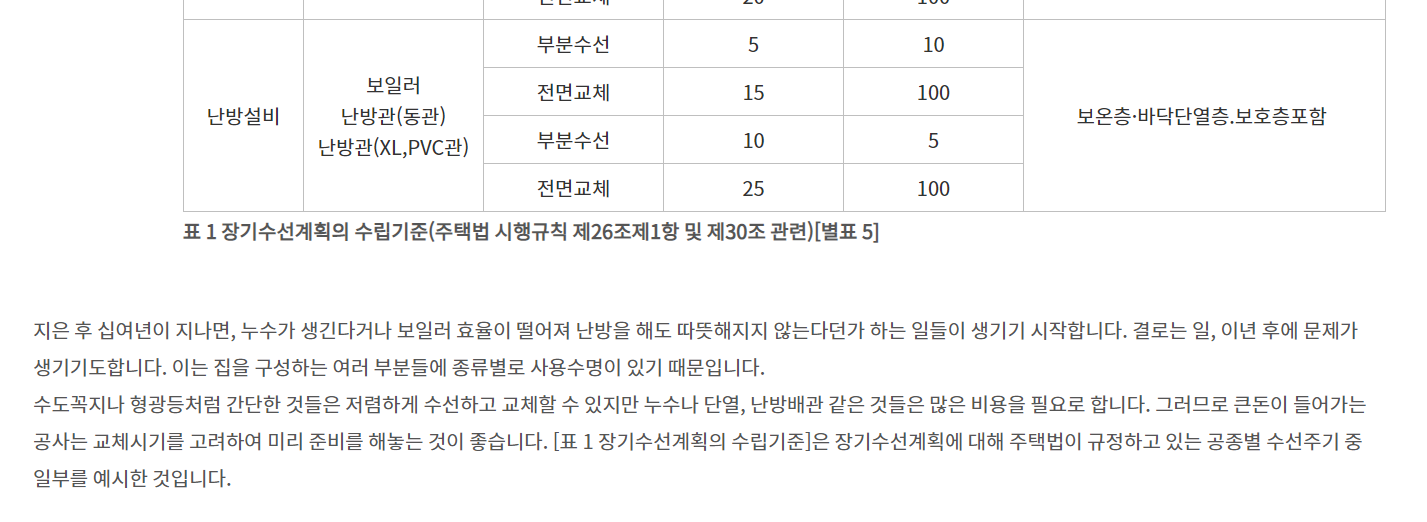 전면교체 20 100
부분수선 5 10
보일러
전면교체 15 100
난방설비 난방관(동관) 보온층·바닥단열층.보호층포함
부분수선 10 5
난방관(XL,PVC관)
전면교체 25 100
표 1 장기수선계획의 수립기준(주택법 시행규칙 제26조제1항 및 제30조 관련)[별표 5]
지은 후 십여년이 지나면, 누수가 생긴다거나 보일러 효율이 떨어져 난방을 해도 따뜻해지지 않는다던가 하는 일들이 생기기 시작합니다. 결로는 일, 이년 후에 문제가
생기기도합니다. 이는 집을 구성하는 여러 부분들에 종류별로 사용수명이 있기 때문입니다.
수도꼭지나 형광등처럼 간단한 것들은 저렴하게 수선하고 교체할 수 있지만 누수나 단열, 난방배관 같은 것들은 많은 비용을 필요로 합니다. 그러므로 큰돈이 들어가는
공사는 교체시기를 고려하여 미리 준비를 해놓는 것이 좋습니다. [표 1 장기수선계획의 수립기준]은 장기수선계획에 대해 주택법이 규정하고 있는 공종별 수선주기 중
일부를 예시한 것입니다.